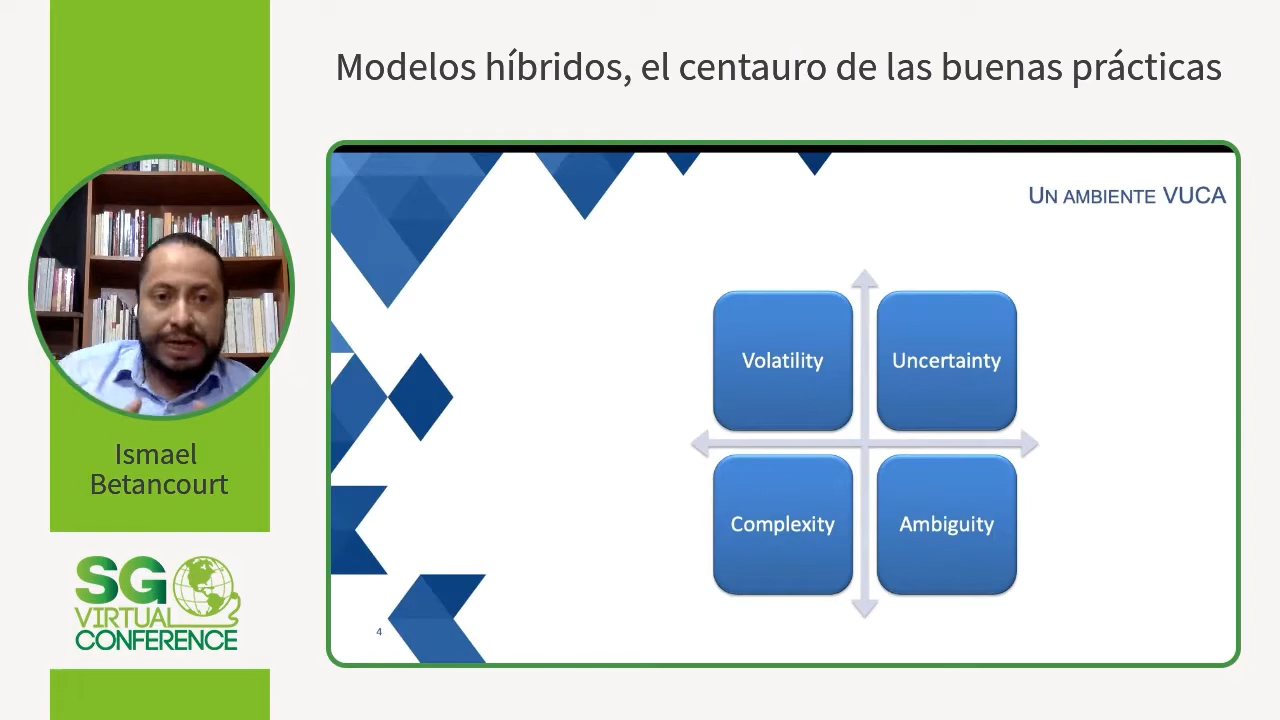 Modelos híbridos, el centauro de las buenas prácticas
UN AMBIENTE VUCA
Volatility
Uncertainty
Complexity
Ambiguity
4
Ismael
Betancourt
SG
VIRTUAL
CONFERENCE